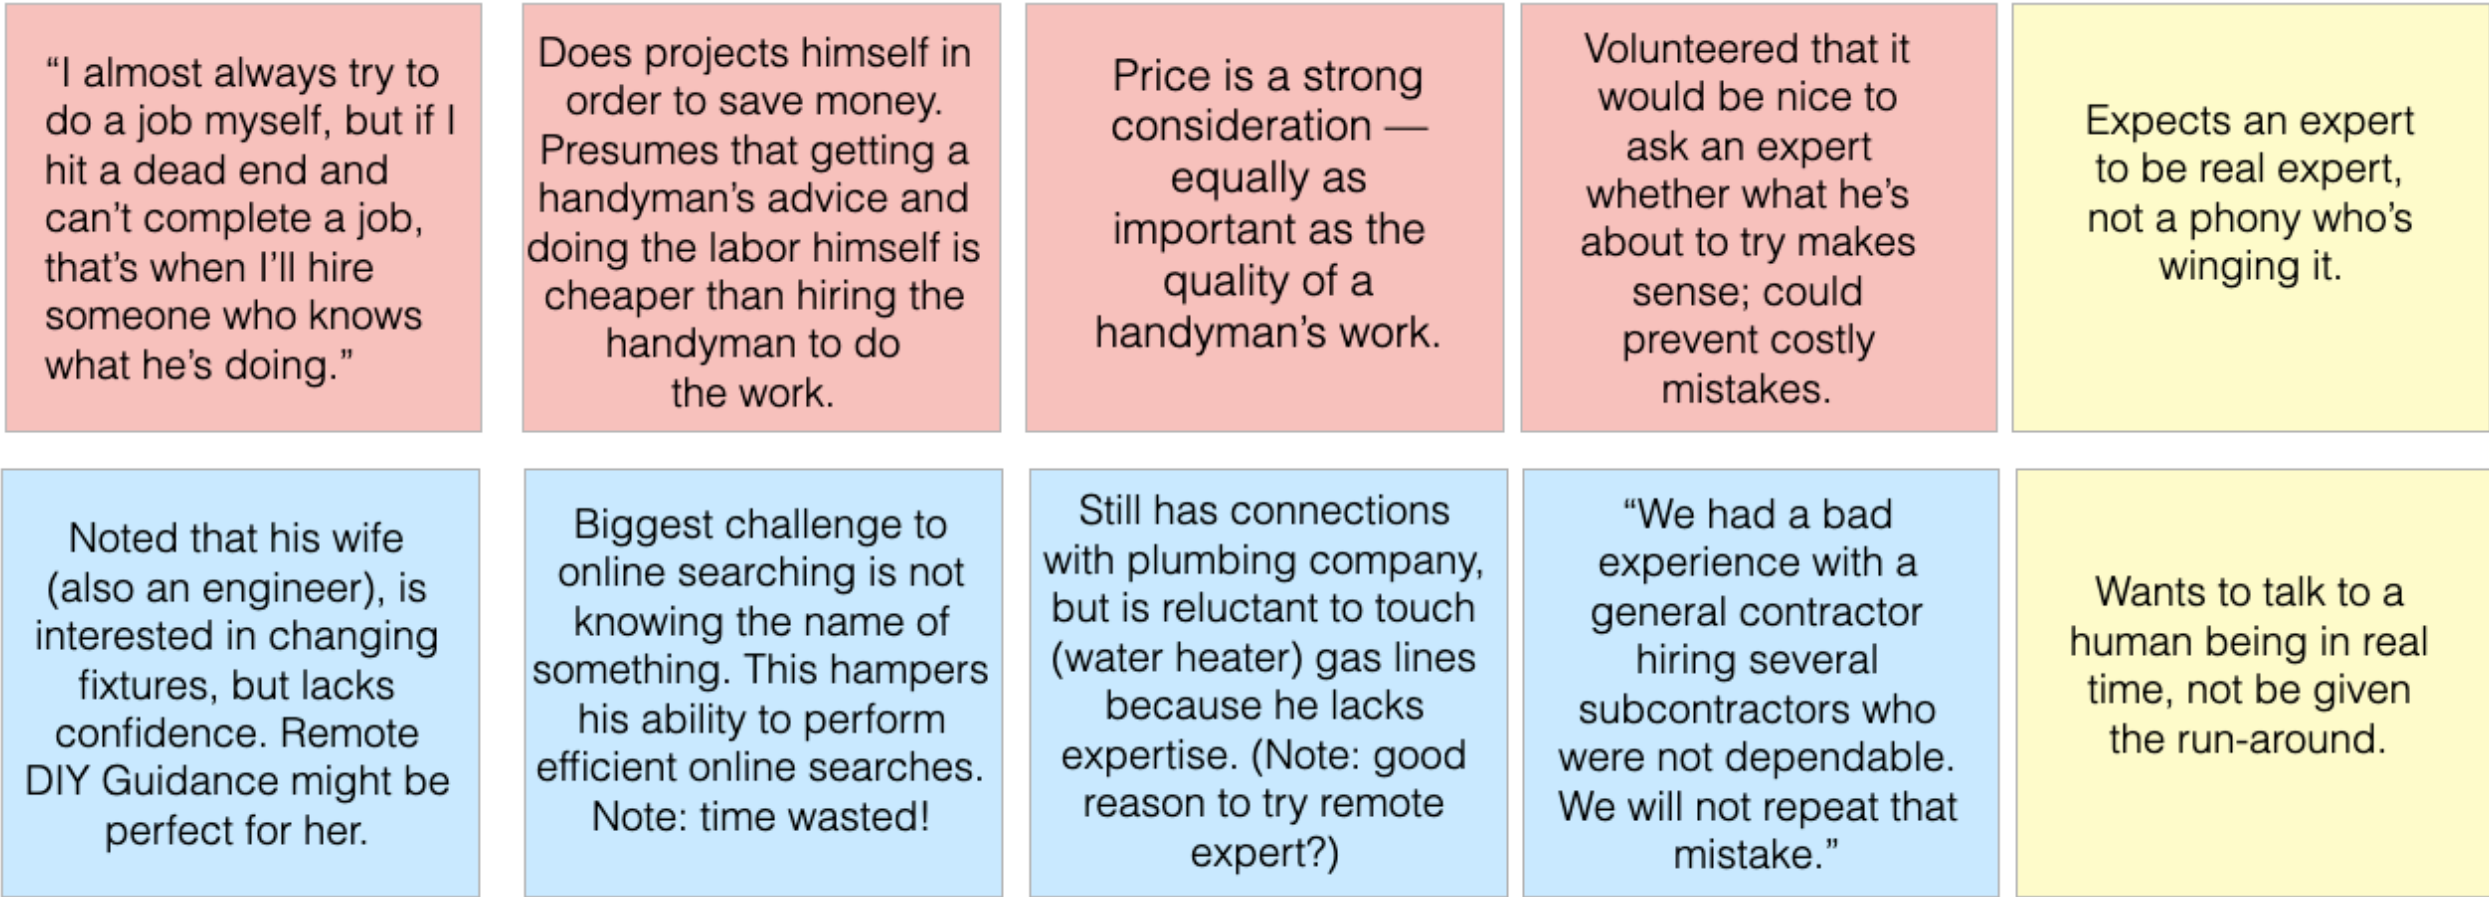 “I almost always try to
do a job myself, but if I
hit a dead end and
can’t complete a job,
that’s when I’ll hire
someone who knows
what he’s doing.”
Does projects himself in
order to save money.
Presumes that getting a
handyman’s advice and
doing the labor himself is
cheaper than hiring the
handyman to do
the work.
Price is a strong
consideration —
equally as
important as the
quality of a
handyman’s work.
Volunteered that it
would be nice to
ask an expert
whether what he’s
about to try makes
sense; could
prevent costly
mistakes.
Expects an expert
to be real expert,
not a phony who’s
winging it.
Noted that his wife
(also an engineer), is
interested in changing
fixtures, but lacks
confidence. Remote
DIY Guidance might be
perfect for her.
Biggest challenge to
online searching is not
knowing the name of
something. This hampers
his ability to perform
efficient online searches.
Note: time wasted!
Still has connections
with plumbing company,
but is reluctant to touch
(water heater) gas lines
because he lacks
expertise. (Note: good
reason to try remote
expert?)
“We had a bad
experience with a
general contractor
hiring several
subcontractors who
were not dependable.
We will not repeat that
mistake.”
Wants to talk to a
human being in real
time, not be given
the run-around.